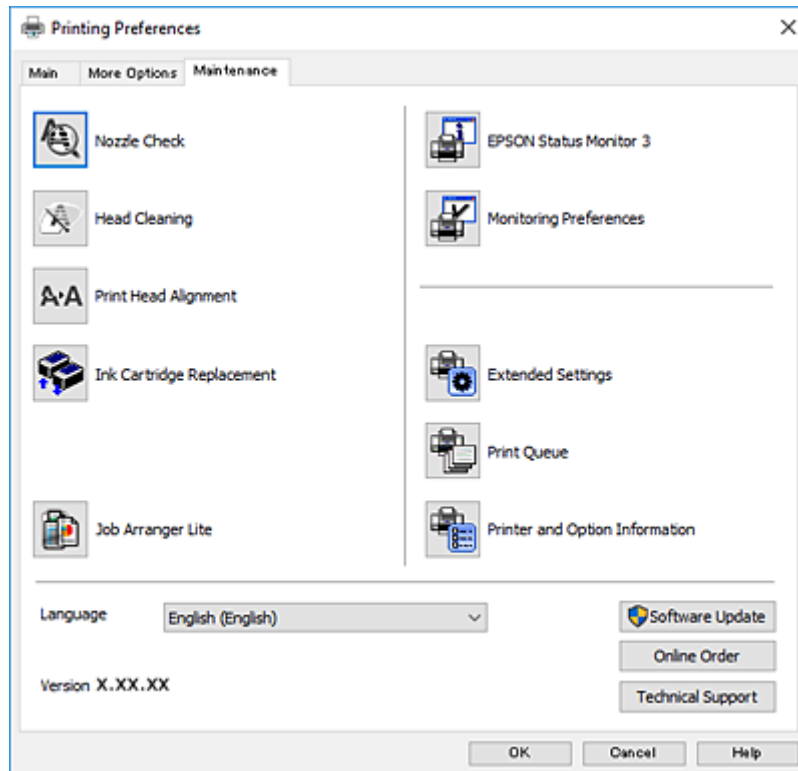 Printing Preferences
Main
More Options
Maintenance
Nozzle Check
Head Cleaning
A·A
Print Head Alignment
Ink Cartridge Replacement
Job Arranger Lite
EPSON Status Monitor 3
Monitoring Preferences
Extended Settings
Print Queue
Printer and Option Information
Language
English (English)
Software Update
Online Order
Version X.XX.XX
Technical Support
OK
Cancel
Help